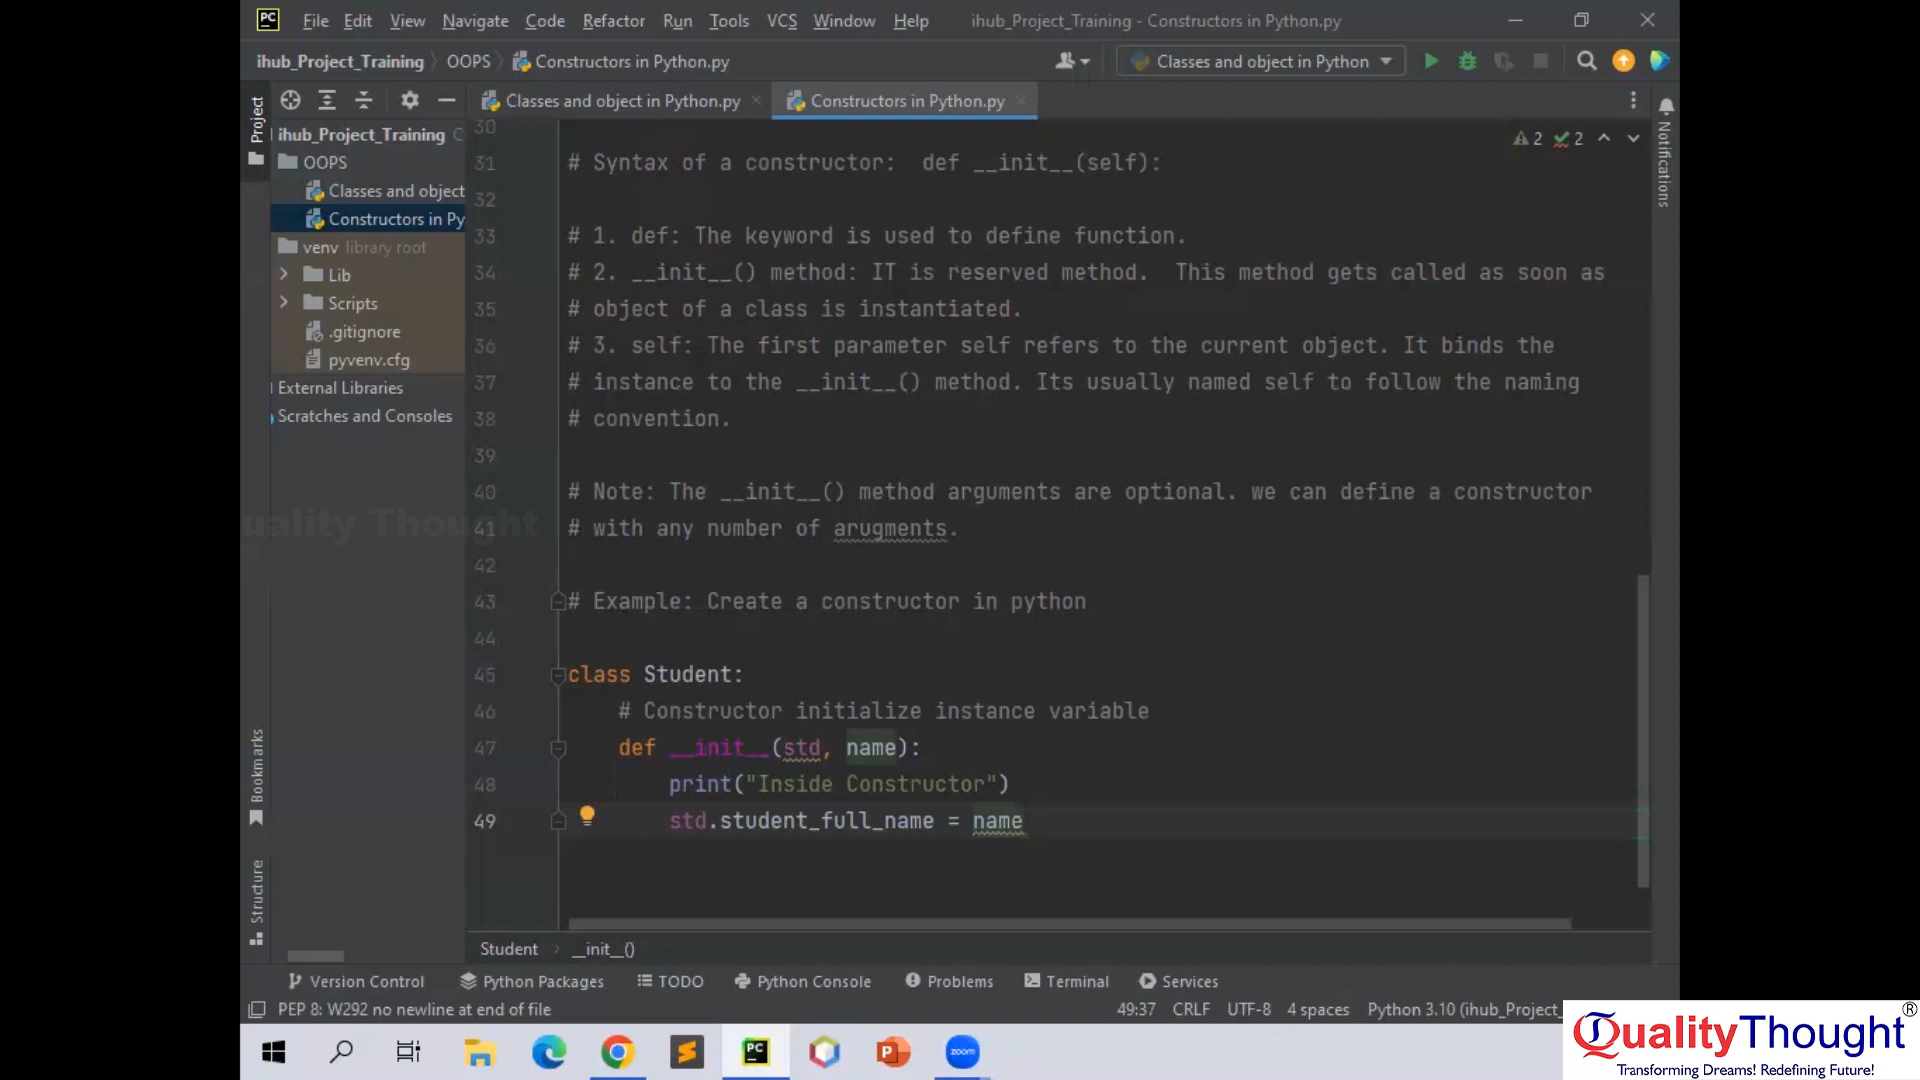 PC File Edit View Navigate Code Refactor Run Tools VCS Window Help ihub_Project_Training - Constructors in Python.py
ihub_Project_Training OOPS Constructors in Python.py Classes and object in Python
Project
Classes and object in Python.py Constructors in Python.py
ihub_Project_Training C
OOPS
Classes and object
Constructors in Py
venv library root
Lib
Scripts
.gitignore
pyvenv.cfg
External Libraries
Scratches and Consoles
2 2
Notifications
30
31 # Syntax of a constructor:  def __init__(self):
32
33 # 1. def: The keyword is used to define function.
34 # 2. __init__() method: IT is reserved method.  This method gets called as soon as
35 # object of a class is instantiated.
36 # 3. self: The first parameter self refers to the current object. It binds the
37 # instance to the __init__() method. Its usually named self to follow the naming
38 # convention.
39
40 # Note: The __init__() method arguments are optional. we can define a constructor
41 # with any number of arugments.
42
43 # Example: Create a constructor in python
44
45 class Student:
46     # Constructor initialize instance variable
47     def __init__(std, name):
48         print("Inside Constructor")
49         std.student_full_name = name
uality Thought
Bookmarks
Structure
Student __init__()
Version Control Python Packages TODO Python Console Problems Terminal Services
PEP 8: W292 no newline at end of file 49:37 CRLF UTF-8 4 spaces Python 3.10 (ihub_Project_
PC zoom
QualityThought ®
Transforming Dreams! Redefining Future!